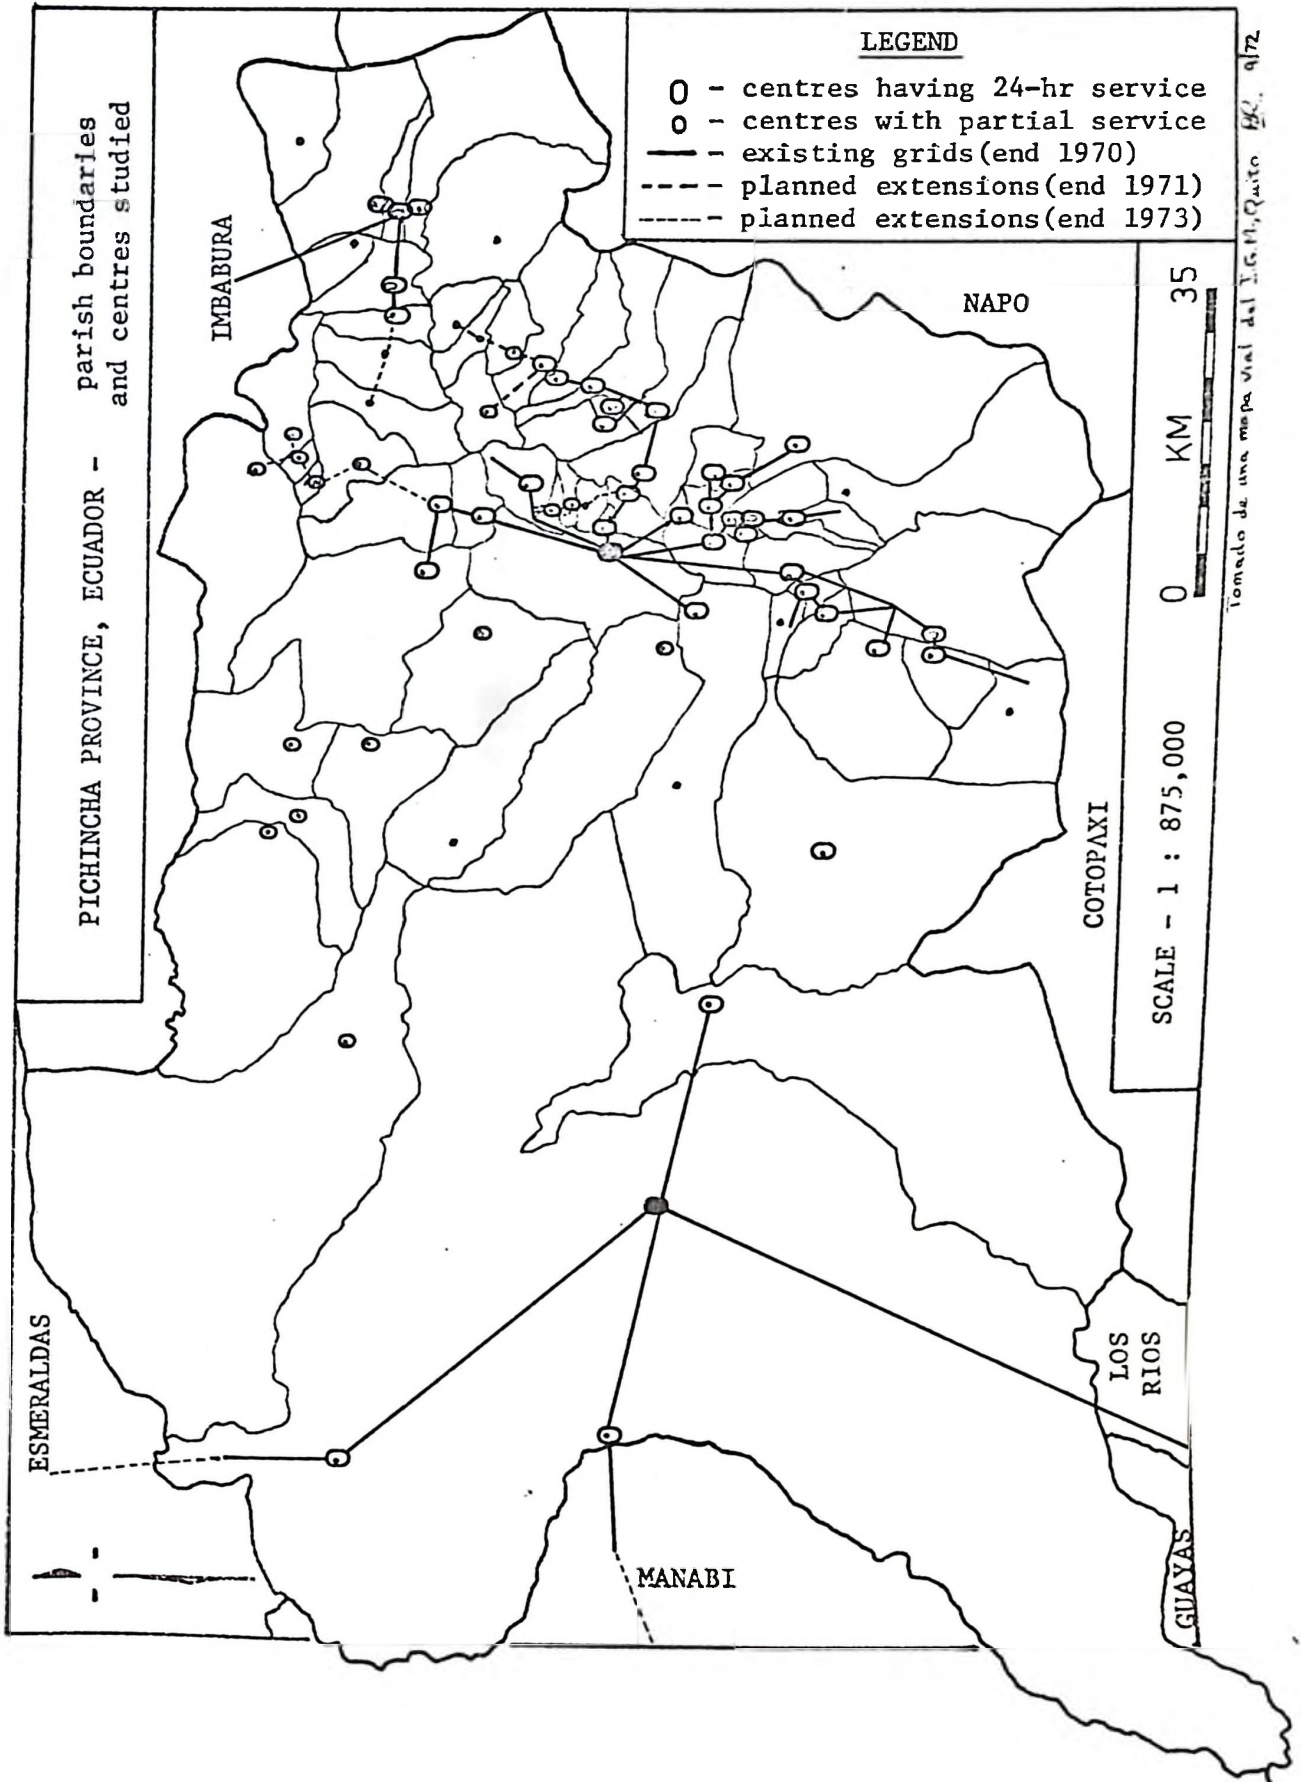 PICHINCHA PROVINCE, ECUADOR - parish boundaries
and centres studied
LEGEND
O - centres having 24-hr service
o - centres with partial service
- existing grids(end 1970)
- planned extensions(end 1971)
- planned extensions(end 1973)
IMBABURA
NAPO
ESMERALDAS
COTOPAXI
MANABI
LOS
RIOS
GUAYAS
SCALE - 1 : 875,000
0 KM 35
Tomado de una mapa vial del I.G.M., Quito 9/72